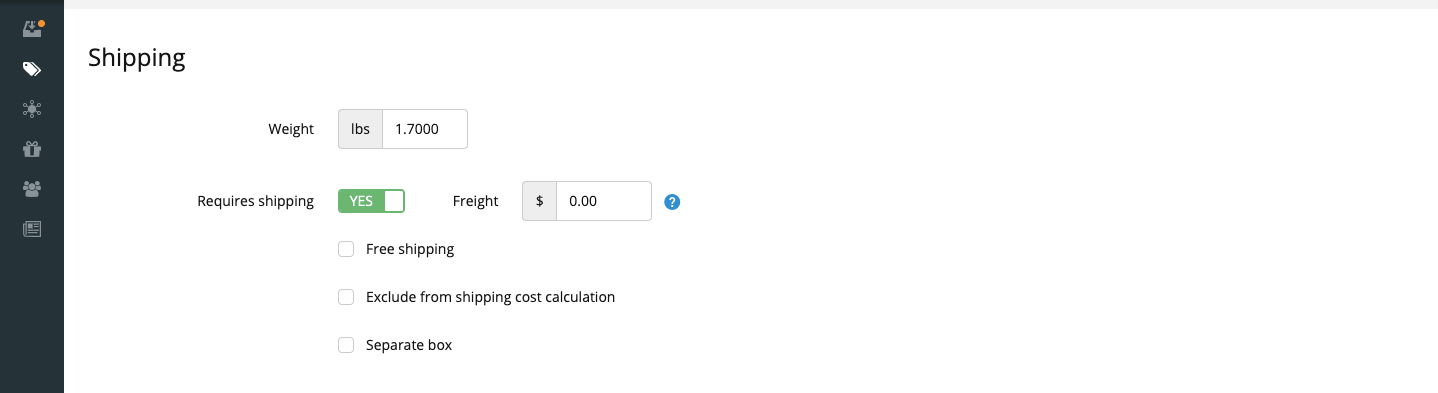 Shipping
Weight lbs 1.7000
Requires shipping YES Freight $ 0.00 ?
Free shipping
Exclude from shipping cost calculation
Separate box